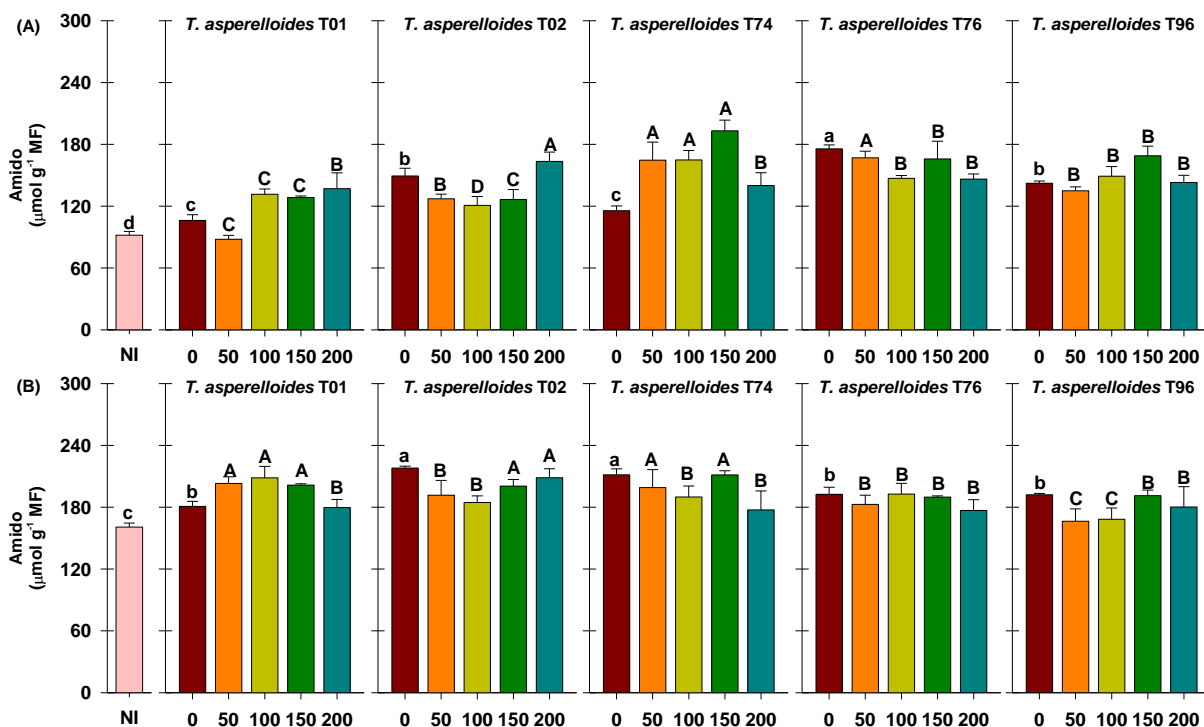 (A)
T. asperelloides T01
T. asperelloides T02
T. asperelloides T74
T. asperelloides T76
T. asperelloides T96
Amido
(μmol g⁻¹ MF)
300
240
180
120
60
0
d
c C C C B
b B D C A
c A A A B
a A B B B
b B B B B
NI
0 50 100 150 200
0 50 100 150 200
0 50 100 150 200
0 50 100 150 200
0 50 100 150 200
(B)
T. asperelloides T01
T. asperelloides T02
T. asperelloides T74
T. asperelloides T76
T. asperelloides T96
Amido
(μmol g⁻¹ MF)
300
240
180
120
60
0
c
b A A A B
a B B A A
a A B A B
b B B B B
b C C B B
NI
0 50 100 150 200
0 50 100 150 200
0 50 100 150 200
0 50 100 150 200
0 50 100 150 200